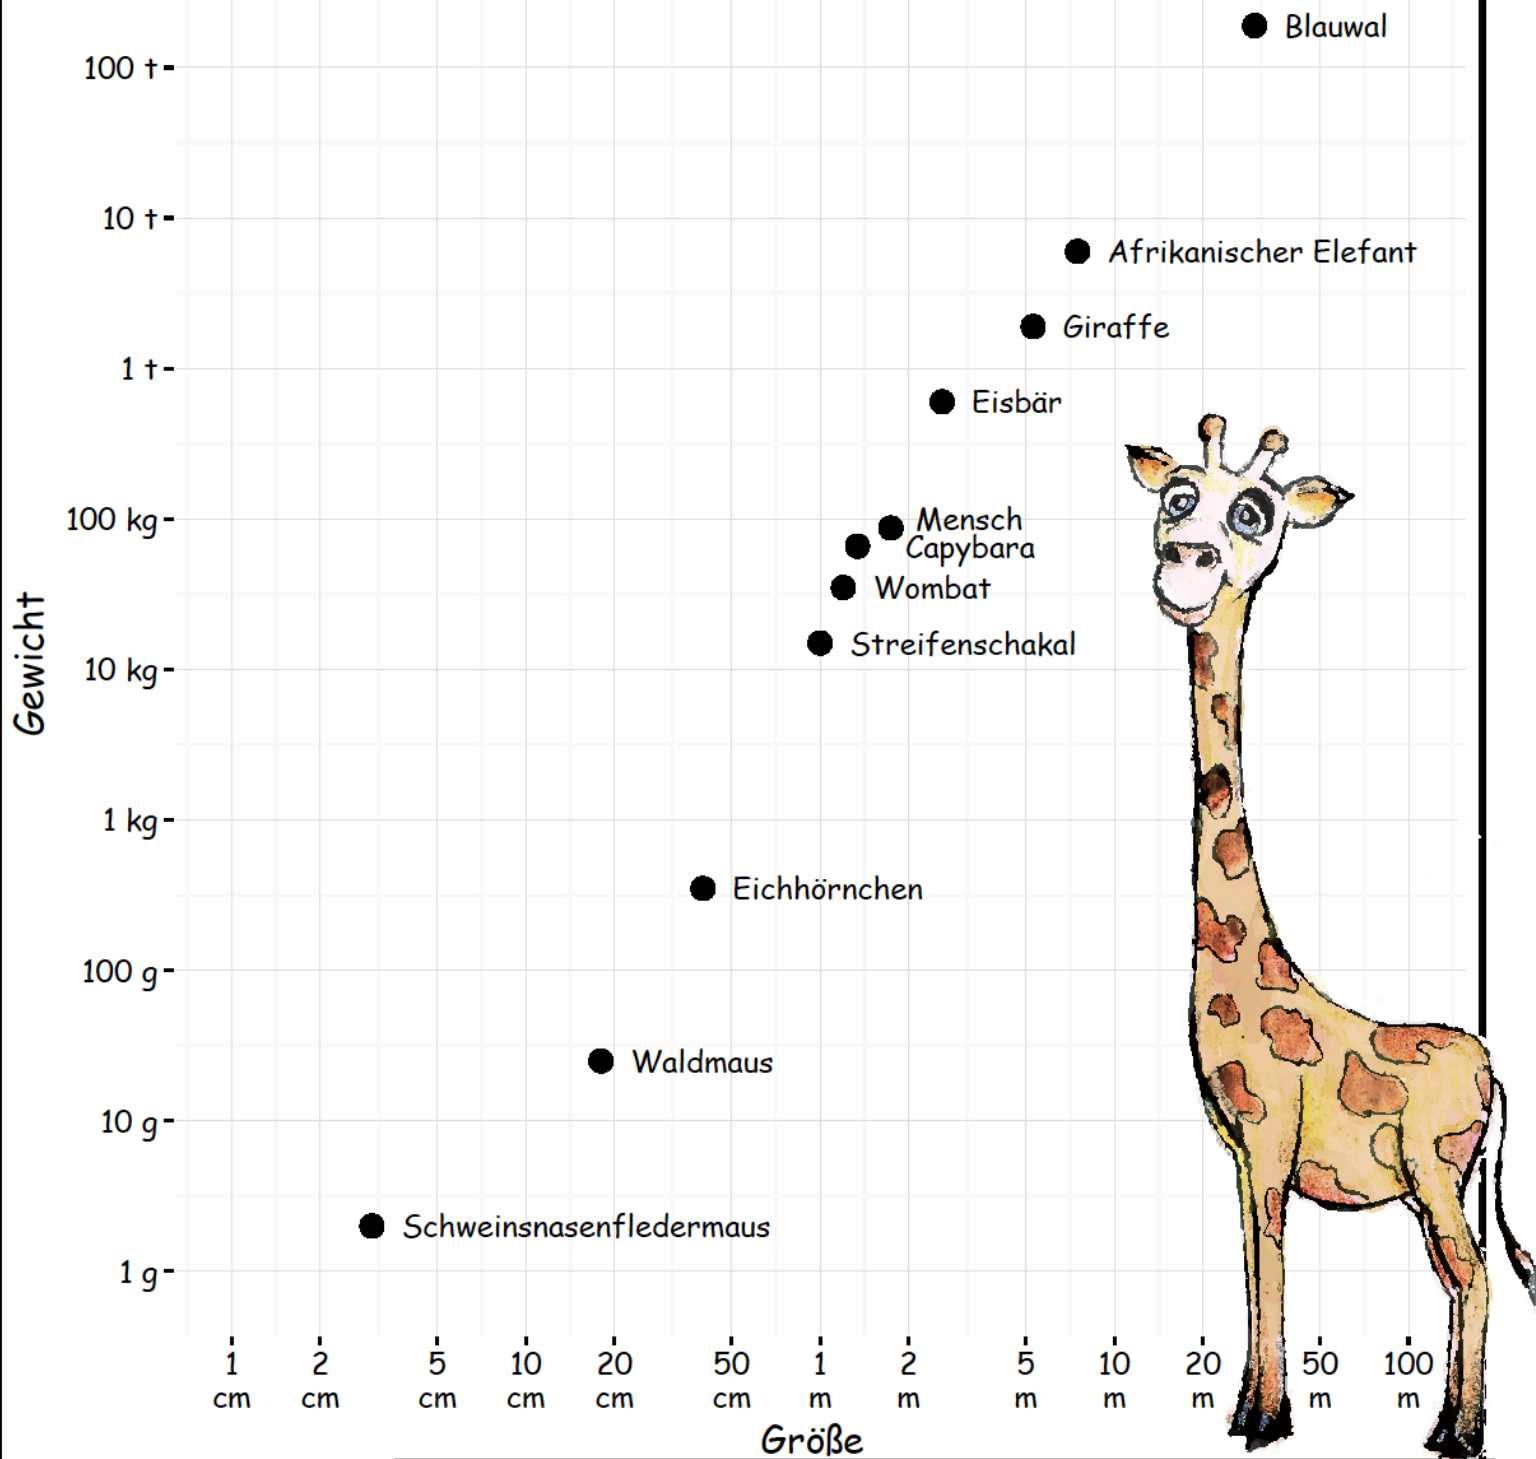 Blauwal
100 t
10 t
Afrikanischer Elefant
Giraffe
1 t
Eisbär
100 kg
Mensch
Capybara
Wombat
Streifenschakal
10 kg
Gewicht
1 kg
Eichhörnchen
100 g
Waldmaus
10 g
Schweinsnasenfledermaus
1 g
1 2 5 10 20 50 1 2 5 10 20 50 100
cm cm cm cm cm cm m m m m m m m
Größe